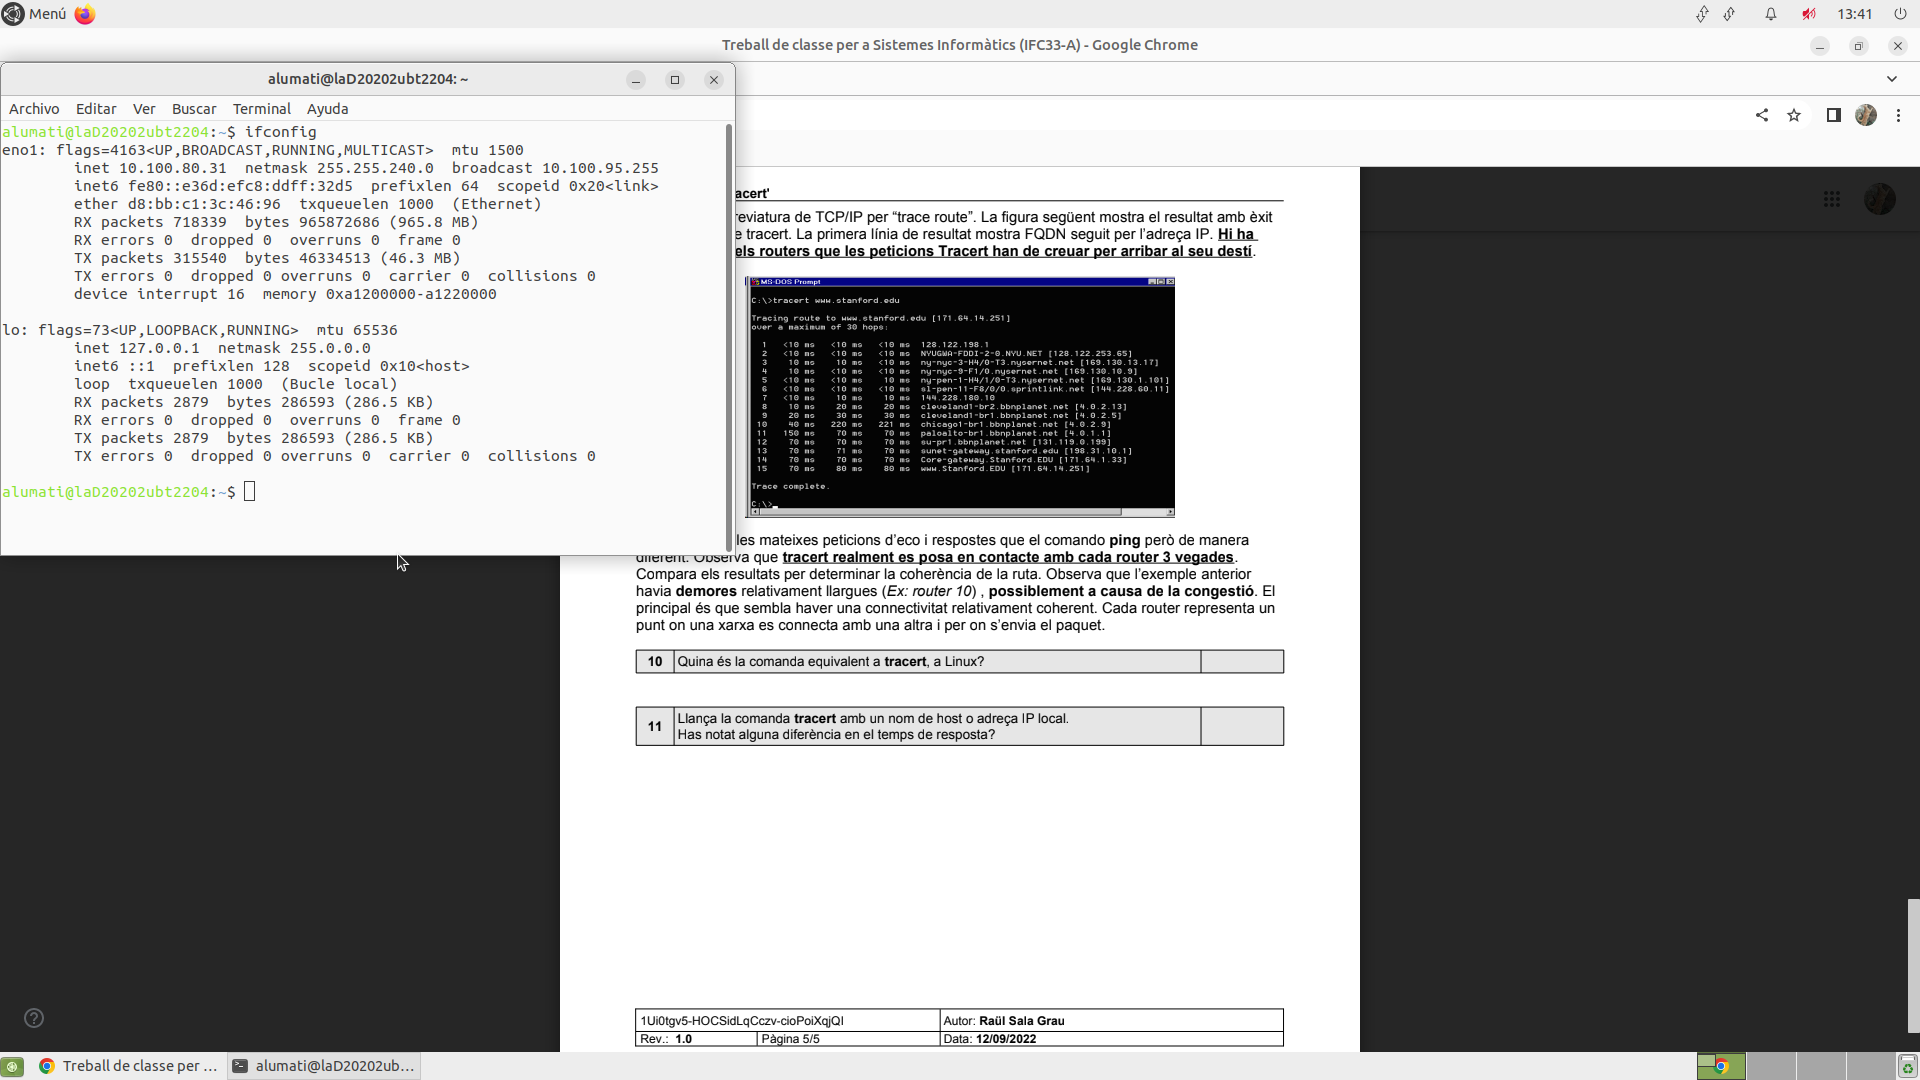 Menú
13:41
Treball de classe per a Sistemes Informàtics (IFC33-A) - Google Chrome
alumati@laD20202ubt2204: ~
Archivo Editar Ver Buscar Terminal Ayuda
alumati@laD20202ubt2204:~$ ifconfig
eno1: flags=4163<UP,BROADCAST,RUNNING,MULTICAST>  mtu 1500
        inet 10.100.80.31  netmask 255.255.240.0  broadcast 10.100.95.255
        inet6 fe80::e36d:efc8:ddff:32d5  prefixlen 64  scopeid 0x20<link>
        ether d8:bb:c1:3c:46:96  txqueuelen 1000  (Ethernet)
        RX packets 718339  bytes 965872686 (965.8 MB)
        RX errors 0  dropped 0  overruns 0  frame 0
        TX packets 315540  bytes 46334513 (46.3 MB)
        TX errors 0  dropped 0 overruns 0  carrier 0  collisions 0
        device interrupt 16  memory 0xa1200000-a1220000
lo: flags=73<UP,LOOPBACK,RUNNING>  mtu 65536
        inet 127.0.0.1  netmask 255.0.0.0
        inet6 ::1  prefixlen 128  scopeid 0x10<host>
        loop  txqueuelen 1000  (Bucle local)
        RX packets 2879  bytes 286593 (286.5 KB)
        RX errors 0  dropped 0  overruns 0  frame 0
        TX packets 2879  bytes 286593 (286.5 KB)
        TX errors 0  dropped 0 overruns 0  carrier 0  collisions 0
alumati@laD20202ubt2204:~$
acert'
reviatura de TCP/IP per “trace route”. La figura següent mostra el resultat amb èxit
e tracert. La primera línia de resultat mostra FQDN seguit per l’adreça IP. Hi ha
els routers que les peticions Tracert han de creuar per arribar al seu destí.
MS-DOS Prompt
C:\>tracert www.stanford.edu
Tracing route to www.stanford.edu [171.64.14.251]
over a maximum of 30 hops:
1 <10 ms <10 ms <10 ms 128.122.198.1
2 <10 ms <10 ms <10 ms NYUGWA-FDDI-2-0.NYU.NET [128.122.253.65]
3 10 ms 10 ms <10 ms ny-nyc-3-H4/0-T3.nysernet.net [169.130.13.17]
4 10 ms <10 ms <10 ms ny-nyc-9-F1/0.nysernet.net [169.130.10.9]
5 <10 ms <10 ms 10 ms ny-pen-1-H4/1/0-T3.nysernet.net [169.130.1.101]
6 <10 ms <10 ms <10 ms sl-pen-11-F8/0/0.sprintlink.net [144.228.60.11]
7 <10 ms 10 ms 10 ms 144.228.180.10
8 10 ms 20 ms 20 ms cleveland1-br2.bbnplanet.net [4.0.2.13]
9 20 ms 30 ms 30 ms cleveland1-br1.bbnplanet.net [4.0.2.5]
10 40 ms 220 ms 221 ms chicago1-br1.bbnplanet.net [4.0.2.9]
11 150 ms 70 ms 70 ms paloalto-br1.bbnplanet.net [4.0.1.1]
12 70 ms 70 ms 70 ms su-pr1.bbnplanet.net [131.119.0.199]
13 70 ms 71 ms 70 ms sunet-gateway.stanford.edu [198.31.10.1]
14 70 ms 70 ms 70 ms Core-gateway.Stanford.EDU [171.64.1.33]
15 70 ms 80 ms 80 ms www.Stanford.EDU [171.64.14.251]
Trace complete.
C:\>
les mateixes peticions d’eco i respostes que el comando ping però de manera
diferent. Observa que tracert realment es posa en contacte amb cada router 3 vegades.
Compara els resultats per determinar la coherència de la ruta. Observa que l’exemple anterior
havia demores relativament llargues (Ex: router 10) , possiblement a causa de la congestió. El
principal és que sembla haver una connectivitat relativament coherent. Cada router representa un
punt on una xarxa es connecta amb una altra i per on s’envia el paquet.
10 Quina és la comanda equivalent a tracert, a Linux?
11 Llança la comanda tracert amb un nom de host o adreça IP local.
Has notat alguna diferència en el temps de resposta?
1Ui0tgv5-HOCSidLqCczv-cioPoiXqjQI Autor: Raül Sala Grau
Rev.: 1.0 Pàgina 5/5 Data: 12/09/2022
Treball de classe per ... alumati@laD20202ub...